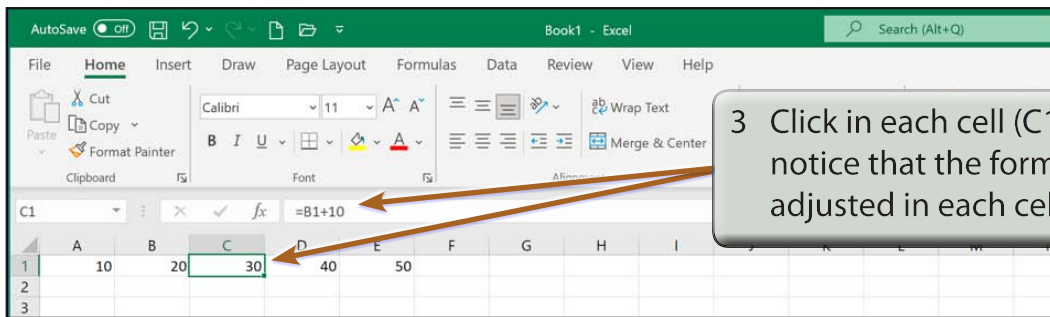 AutoSave Off Book1 - Excel Search (Alt+Q)
File Home Insert Draw Page Layout Formulas Data Review View Help
Cut
Calibri 11 A^ A˅ Wrap Text
Paste
Copy
B I U A Merge & Center
Format Painter
Clipboard Font
3 Click in each cell (C1
notice that the form
adjusted in each cel
C1 fx =B1+10
A B C D E F G H I
1 10 20 30 40 50
2
3